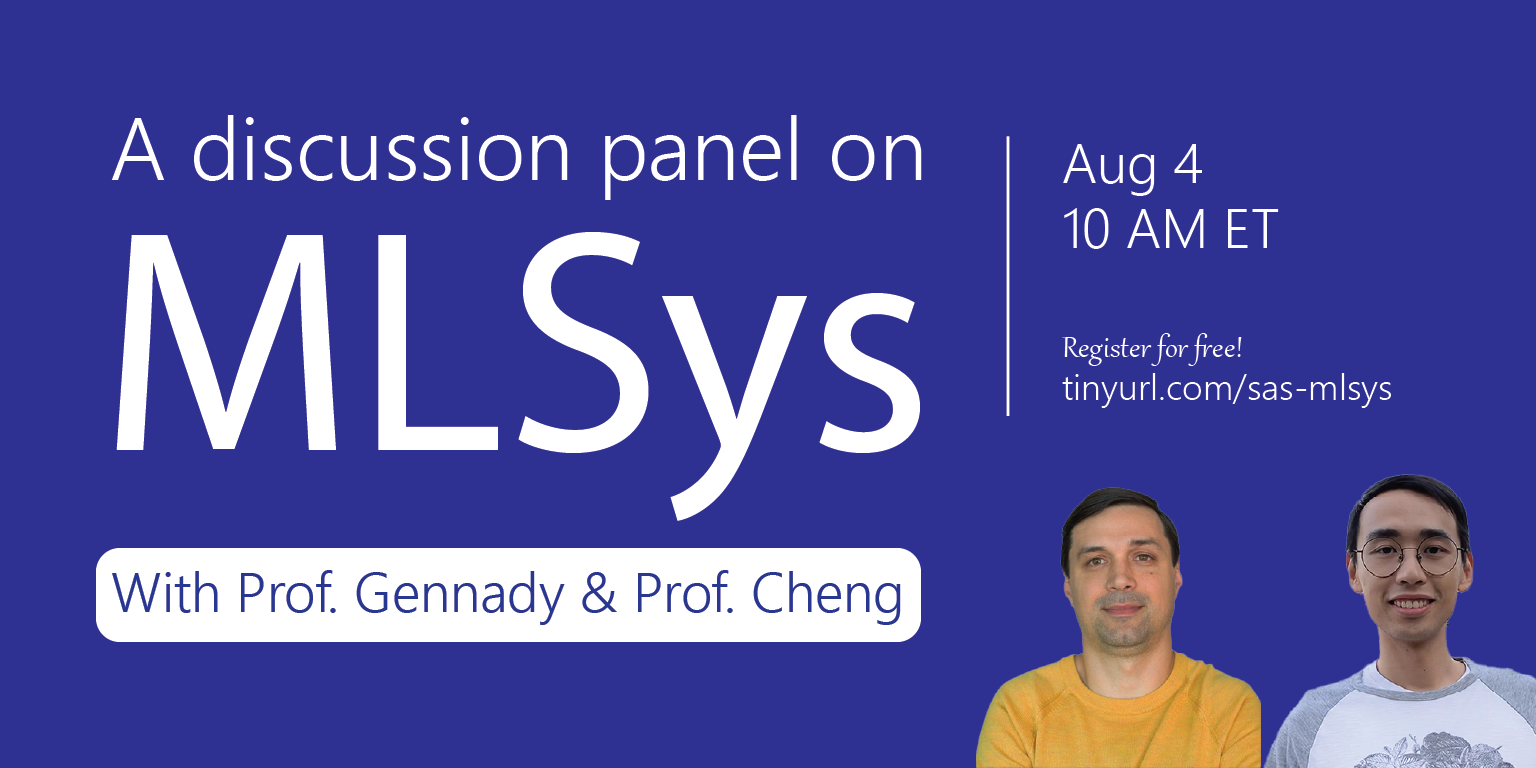 A discussion panel on
MLSys
With Prof. Gennady & Prof. Cheng
Aug 4
10 AM ET
Register for free!
tinyurl.com/sas-mlsys